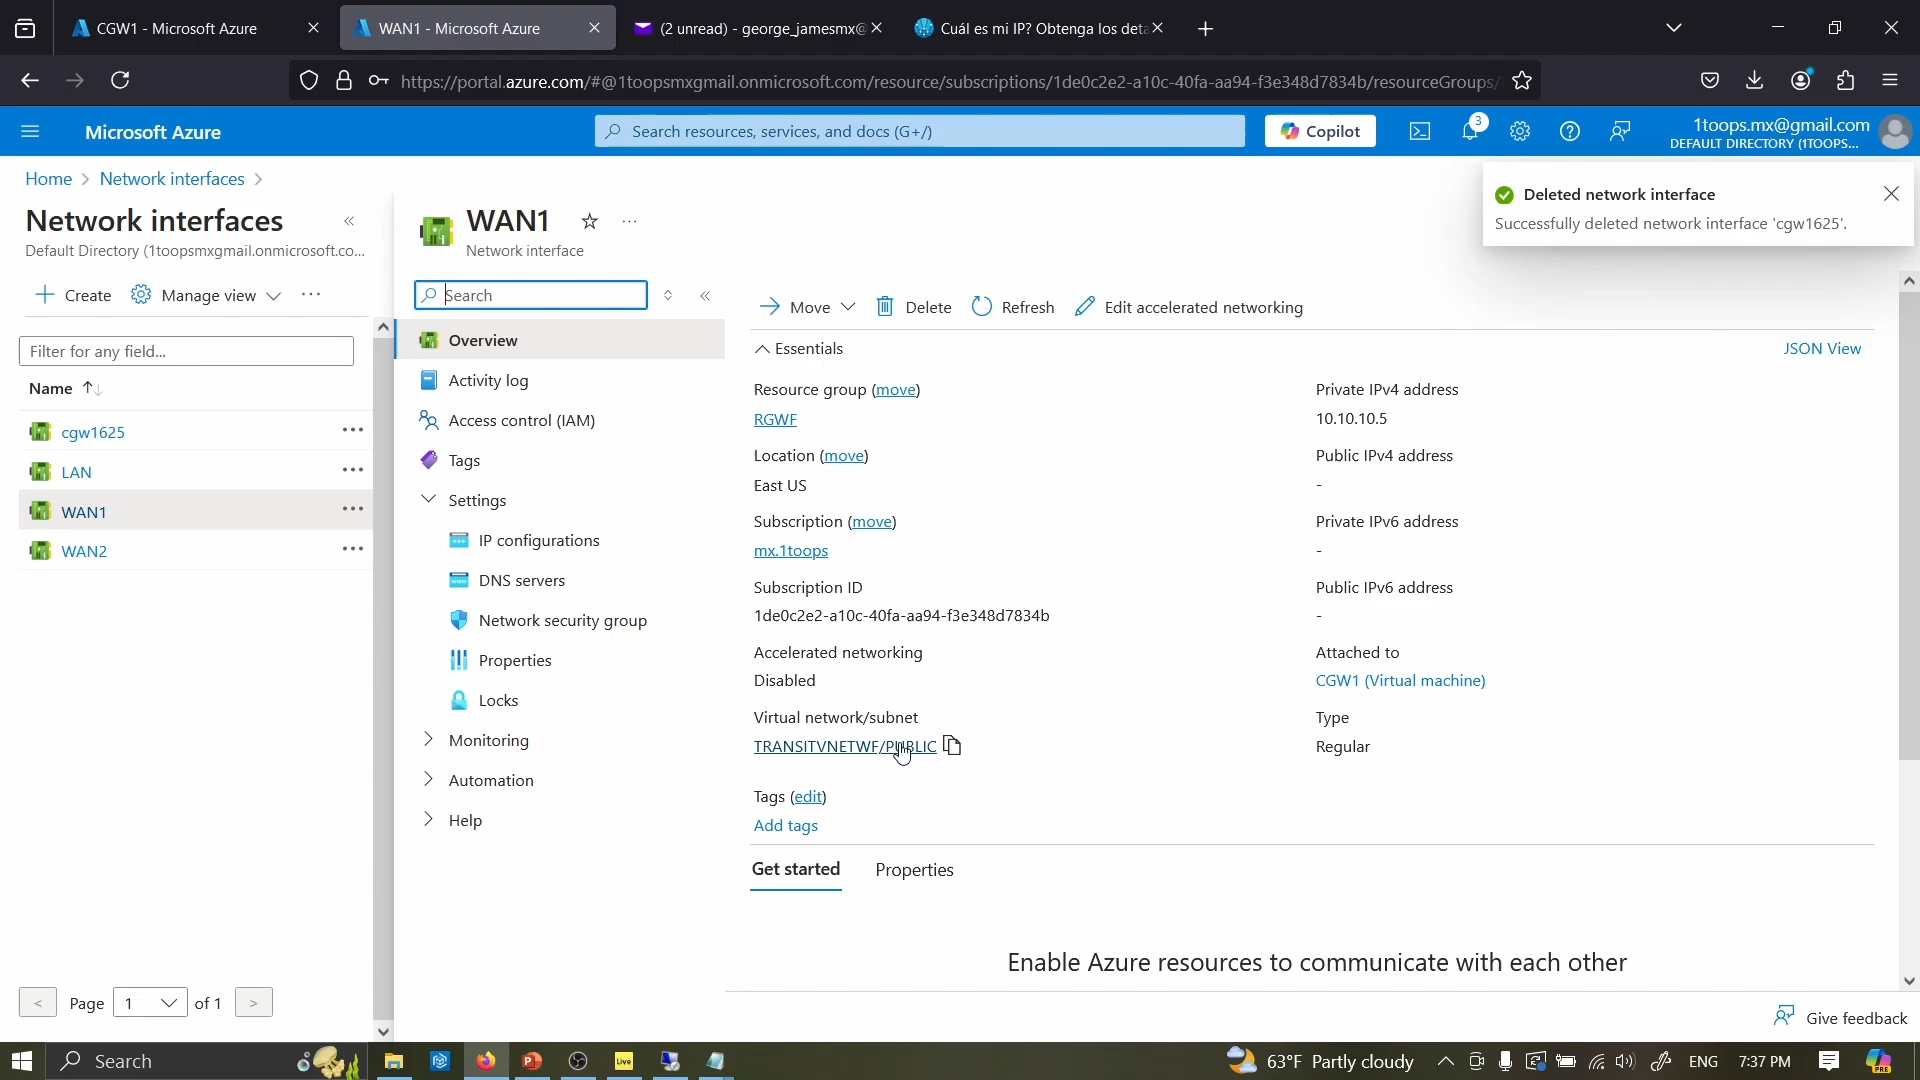 CGW1 - Microsoft Azure
WAN1 - Microsoft Azure
(2 unread) - george_jamesmx@
Cuál es mi IP? Obtenga los deta
https://portal.azure.com/#@1toopsmxgmail.onmicrosoft.com/resource/subscriptions/1de0c2e2-a10c-40fa-aa94-f3e348d7834b/resourceGroups/
Microsoft Azure
Search resources, services, and docs (G+/)
Copilot
3
1toops.mx@gmail.com
DEFAULT DIRECTORY (1TOOPS...
Home
Network interfaces
Deleted network interface
Successfully deleted network interface 'cgw1625'.
Network interfaces
Default Directory (1toopsmxgmail.onmicrosoft.co...
Create
Manage view
Filter for any field...
Name
cgw1625
LAN
WAN1
WAN2
Page 1 of 1
WAN1
Network interface
Search
Overview
Activity log
Access control (IAM)
Tags
Settings
IP configurations
DNS servers
Network security group
Properties
Locks
Monitoring
Automation
Help
Move
Delete
Refresh
Edit accelerated networking
Essentials
JSON View
Resource group (move)
RGWF
Location (move)
East US
Subscription (move)
mx.1toops
Subscription ID
1de0c2e2-a10c-40fa-aa94-f3e348d7834b
Accelerated networking
Disabled
Virtual network/subnet
TRANSITVNETWF/PUBLIC
Private IPv4 address
10.10.10.5
Public IPv4 address
-
Private IPv6 address
-
Public IPv6 address
-
Attached to
CGW1 (Virtual machine)
Type
Regular
Tags (edit)
Add tags
Get started
Properties
Enable Azure resources to communicate with each other
Give feedback
Search
Live
63°F Partly cloudy
ENG
7:37 PM
PRE